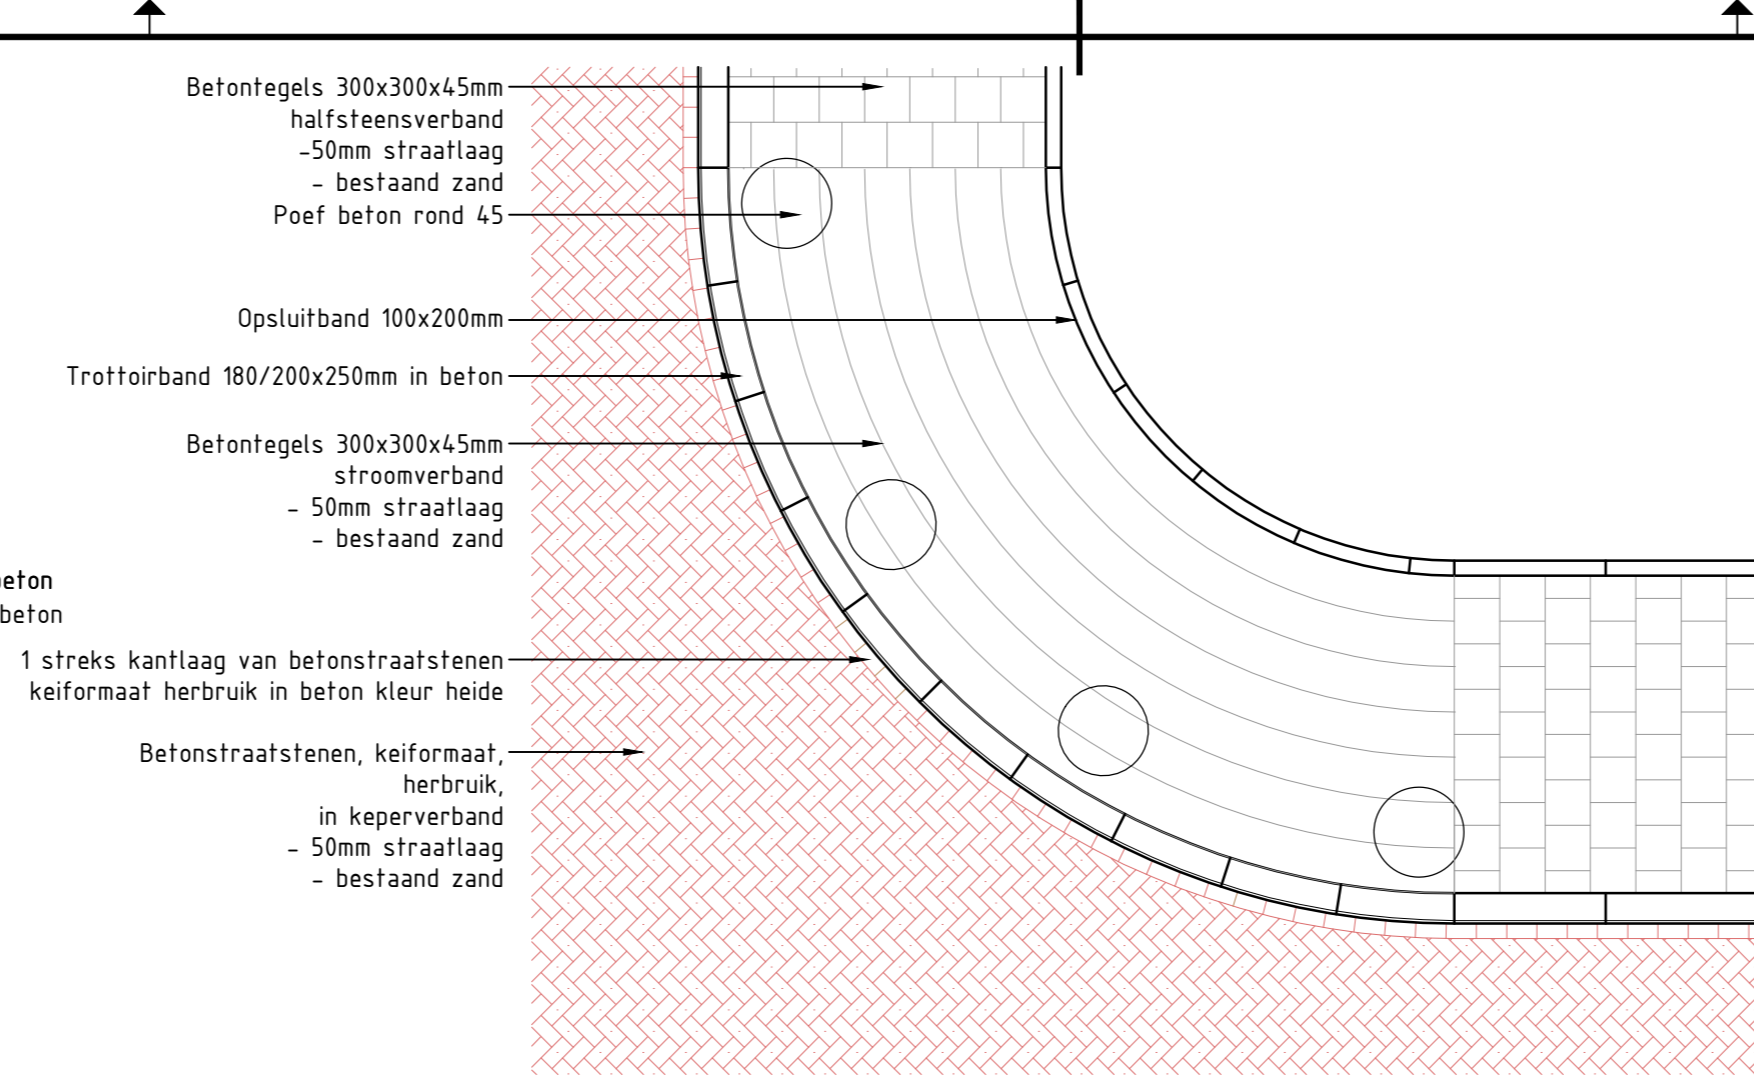 Betontegels 300x300x45mm
halfsteensverband
-50mm straatlaag
- bestaand zand
Poef beton rond 45
Opsluitband 100x200mm
Trottoirband 180/200x250mm in beton
Betontegels 300x300x45mm
stroomverband
- 50mm straatlaag
- bestaand zand
beton
beton
1 streks kantlaag van betonstraatstenen
keiformaat herbruik in beton kleur heide
Betonstraatstenen, keiformaat,
herbruik,
in keperverband
- 50mm straatlaag
- bestaand zand